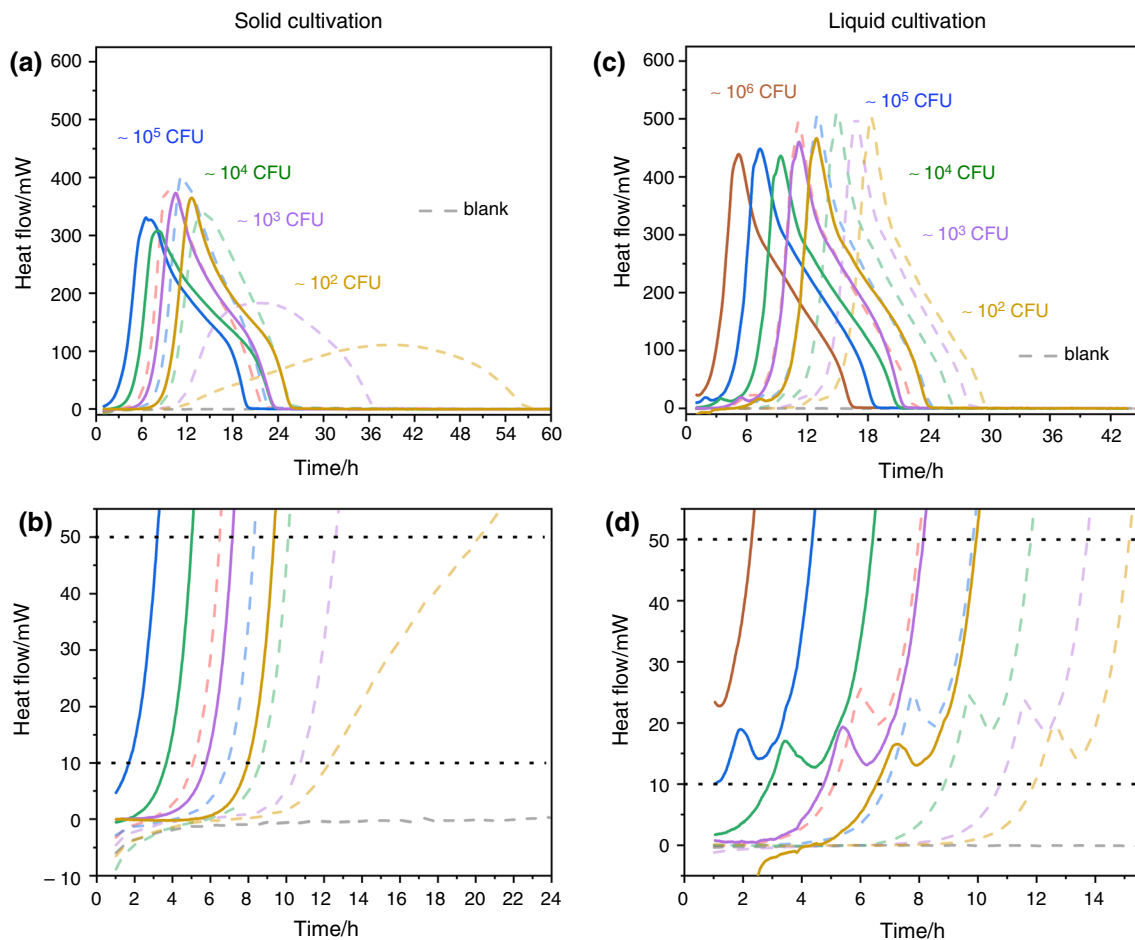 Solid cultivation
Liquid cultivation
(a)
600
500
400
300
200
100
0
Heat flow/mW
~ 10⁵ CFU
~ 10⁴ CFU
~ 10³ CFU
~ 10² CFU
blank
0 6 12 18 24 30 36 42 48 54 60
Time/h
(c)
600
500
400
300
200
100
0
Heat flow/mW
~ 10⁶ CFU
~ 10⁵ CFU
~ 10⁴ CFU
~ 10³ CFU
~ 10² CFU
blank
0 6 12 18 24 30 36 42
Time/h
(b)
50
40
30
20
10
0
– 10
Heat flow/mW
0 2 4 6 8 10 12 14 16 18 20 22 24
Time/h
(d)
50
40
30
20
10
0
Heat flow/mW
0 2 4 6 8 10 12 14
Time/h